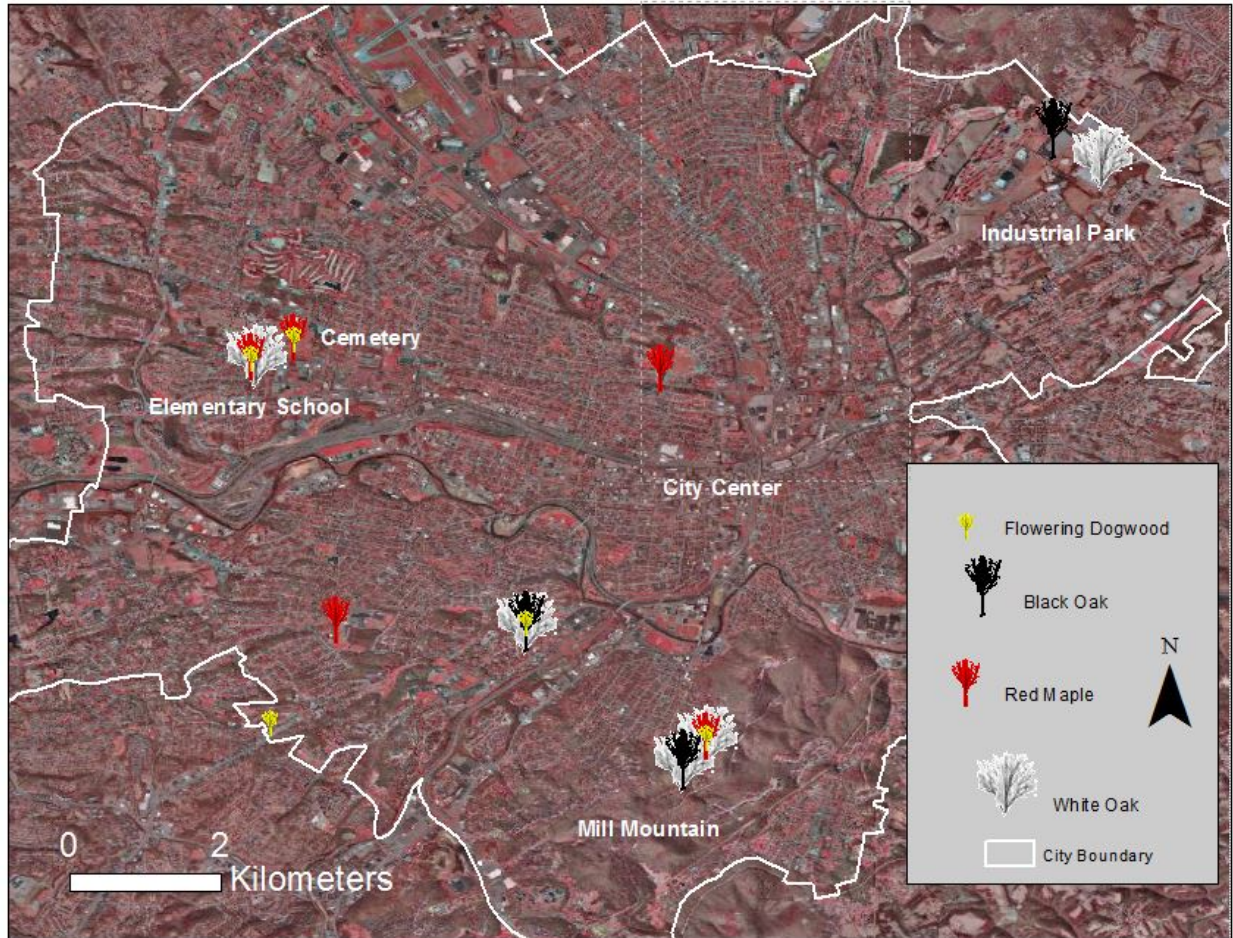 Industrial Park
Cemetery
Elementary School
City Center
Flowering Dogwood
Black Oak
N
Red Maple
White Oak
City Boundary
Mill Mountain
0 2
Kilometers